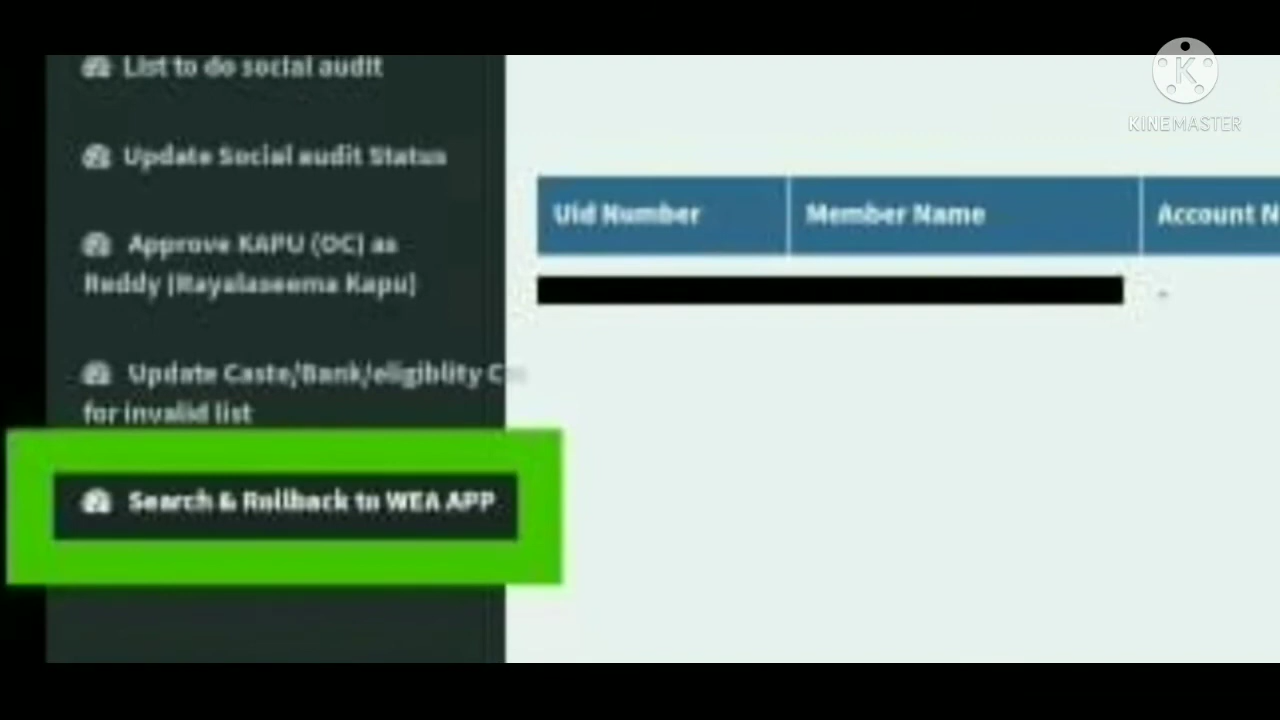 List to do social audit
Update Social audit Status
Approve KAPU (OC) as
Reddy [Rayalaseema Kapu]
Update Caste/Bank/eligiblity
for invalid list
Search & Rollback to WEA APP
Uid Number
Member Name
Account
K
KINEMASTER